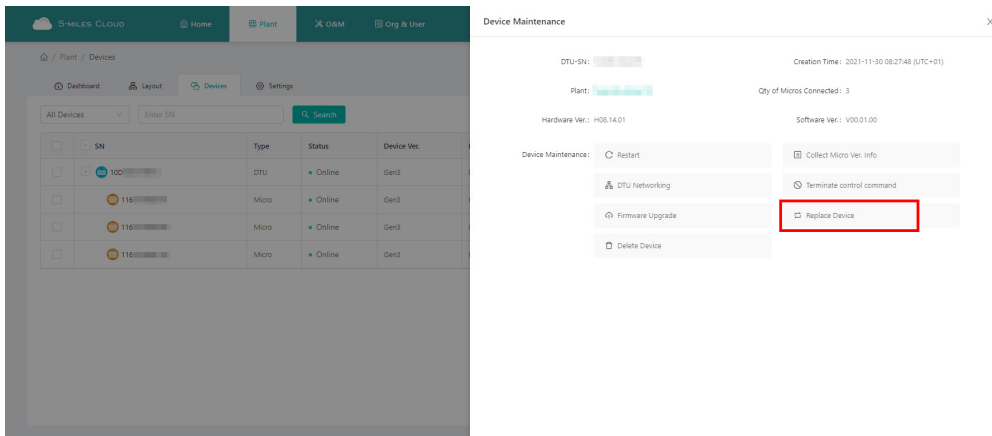 S-MILES CLOUD
Home
Plant
O&M
Org & User
/ Plant / Devices
Dashboard
Layout
Devices
Settings
All Devices
Enter SN
Search
SN Type Status Device Ver.
10D DTU Online Gen3
116 Micro Online Gen3
116 Micro Online Gen3
116 Micro Online Gen3
Device Maintenance
DTU-SN: Creation Time: 2021-11-30 08:27:48 (UTC+01)
Plant: Qty of Micros Connected: 3
Hardware Ver.: H08.14.01 Software Ver.: V00.01.00
Device Maintenance: Restart Collect Micro Ver. Info
DTU Networking Terminate control command
Firmware Upgrade Replace Device
Delete Device